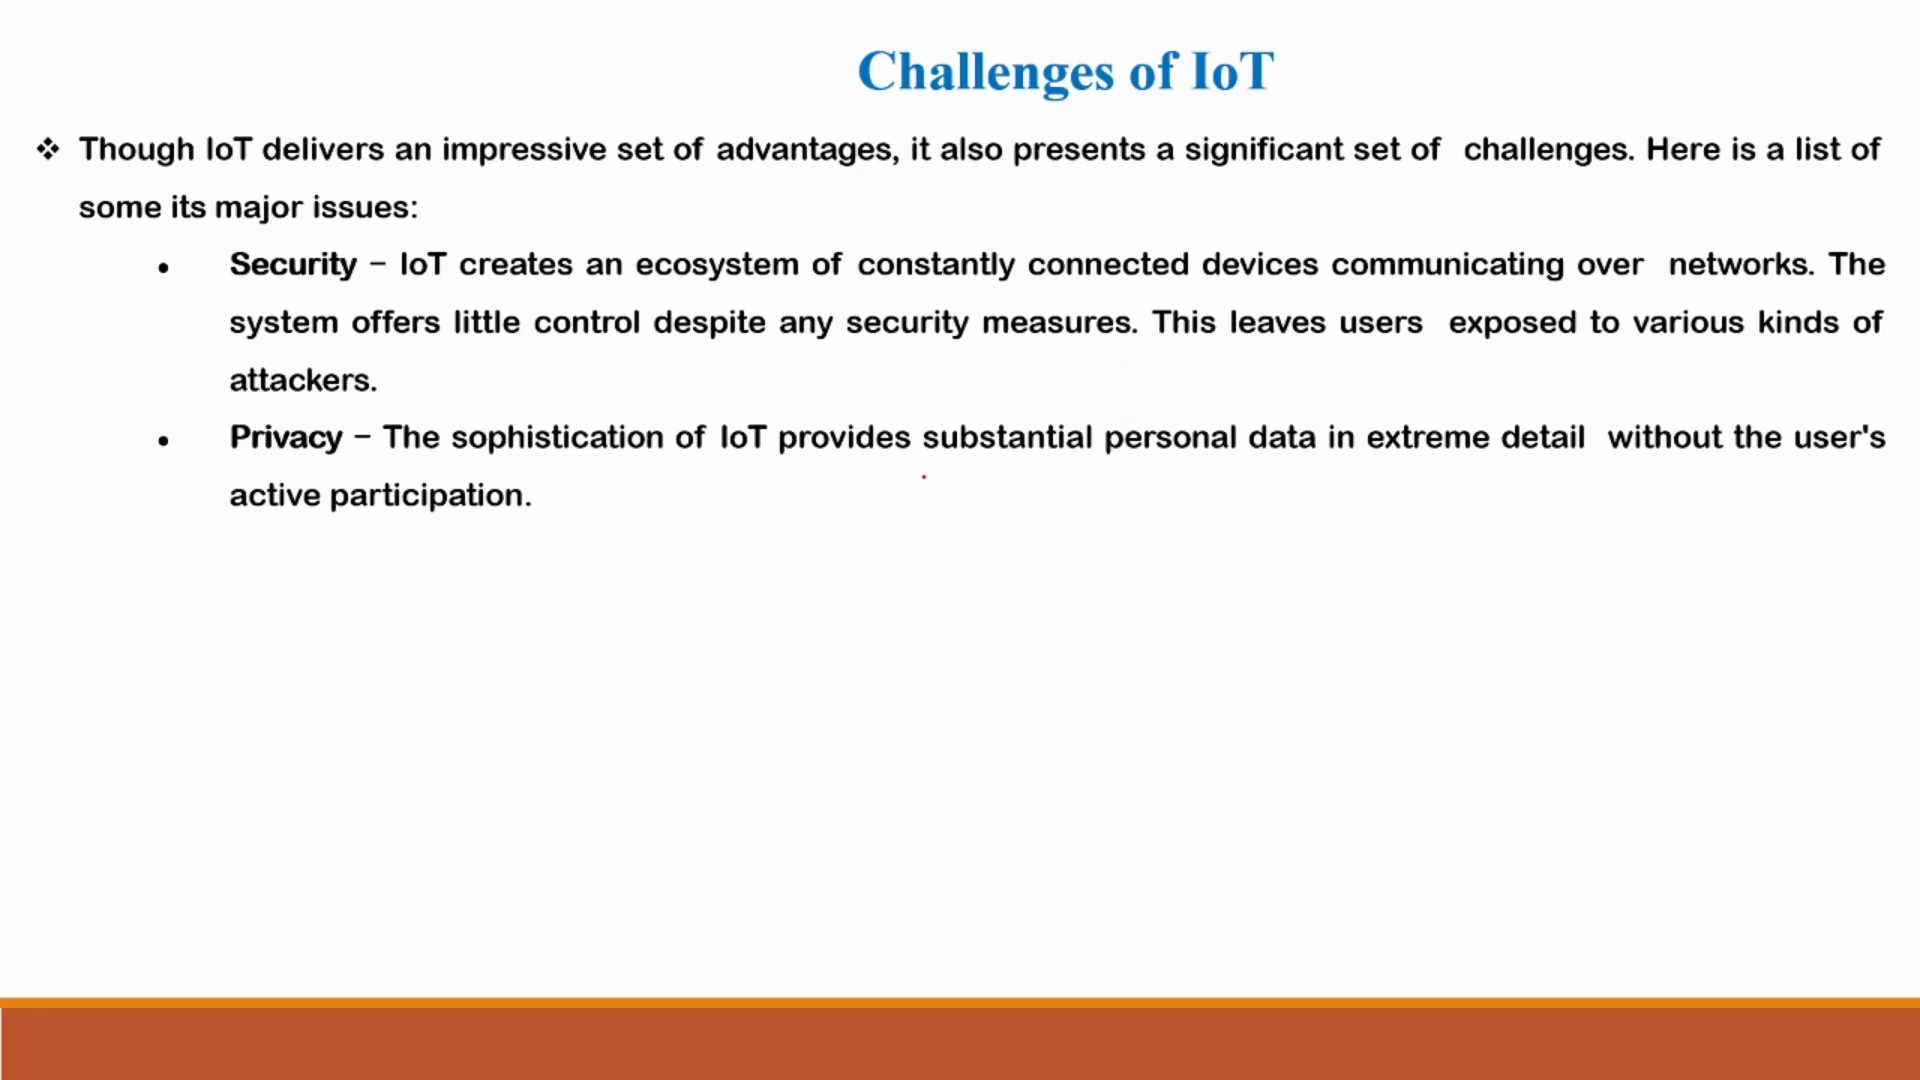 Challenges of IoT
❖ Though IoT delivers an impressive set of advantages, it also presents a significant set of challenges. Here is a list of
some its major issues:
• Security – IoT creates an ecosystem of constantly connected devices communicating over networks. The
system offers little control despite any security measures. This leaves users exposed to various kinds of
attackers.
• Privacy – The sophistication of IoT provides substantial personal data in extreme detail without the user's
active participation.